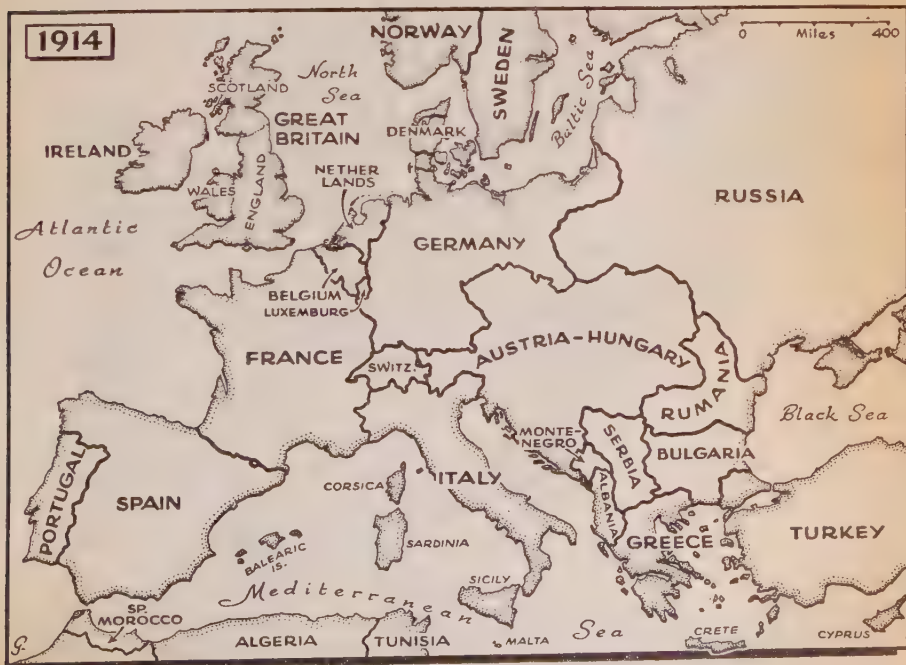 1914
NORWAY
SWEDEN
Baltic Sea
0 Miles 400
North
Sea
SCOTLAND
GREAT
BRITAIN
DENMARK
IRELAND
WALES
ENGLAND
NETHER
LANDS
RUSSIA
Atlantic
Ocean
GERMANY
BELGIUM
LUXEMBURG
FRANCE
SWITZ.
AUSTRIA-HUNGARY
RUMANIA
Black Sea
MONTE-
NEGRO
SERBIA
BULGARIA
ALBANIA
PORTUGAL
SPAIN
CORSICA
ITALY
SARDINIA
BALEARIC
IS.
GREECE
TURKEY
Mediterranean
Sea
SICILY
SP.
MOROCCO
ALGERIA
TUNISIA
MALTA
CRETE
CYPRUS
G.